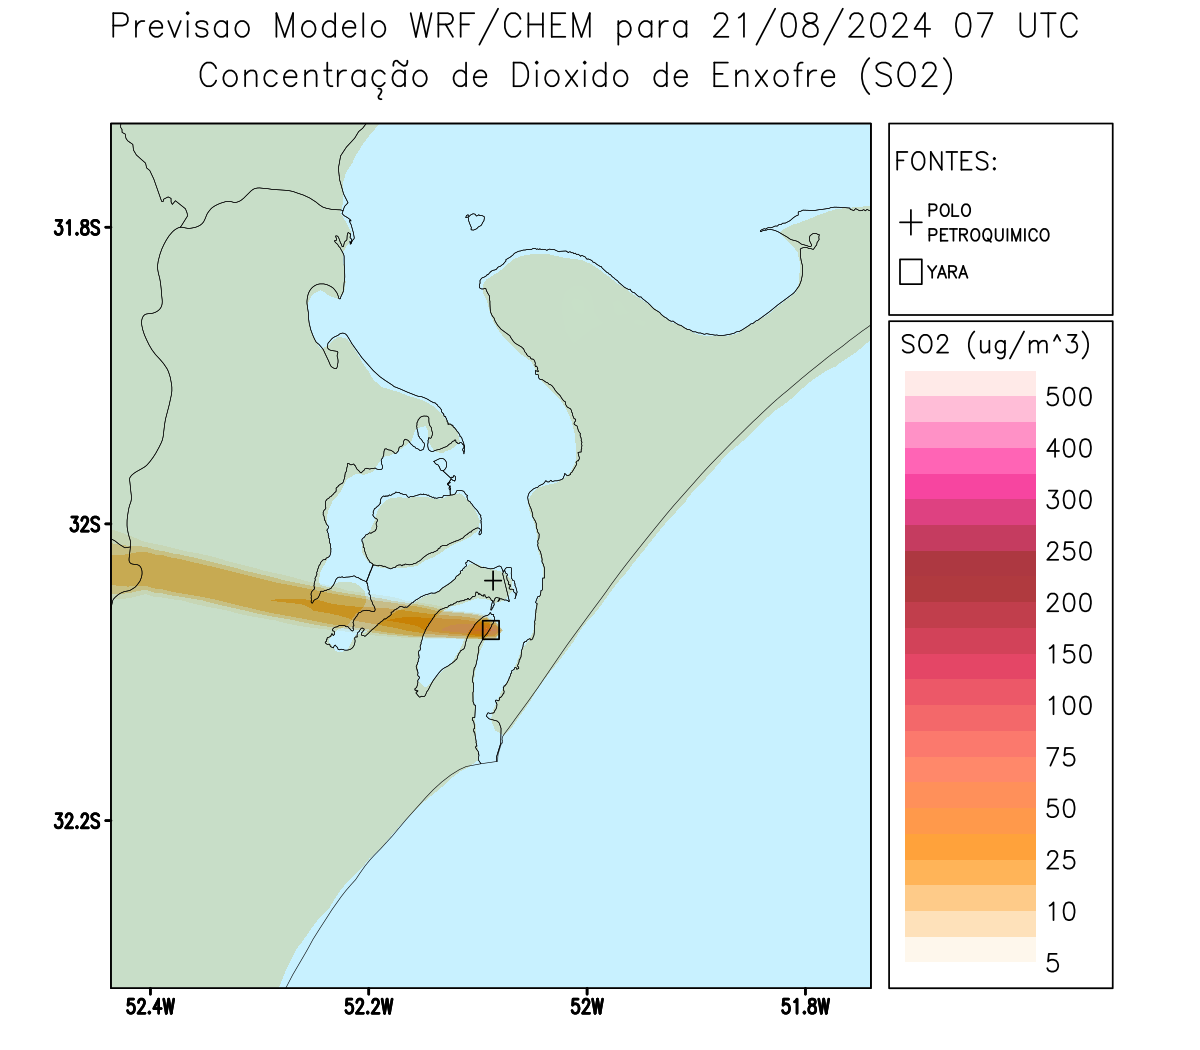 Previsao Modelo WRF/CHEM para 21/08/2024 07 UTC
Concentração de Dioxido de Enxofre (SO2)
FONTES:
POLO
PETROQUIMICO
YARA
SO2 (ug/m^3)
500
400
300
250
200
150
100
75
50
25
10
5
31.8S
32S
32.2S
52.4W
52.2W
52W
51.8W